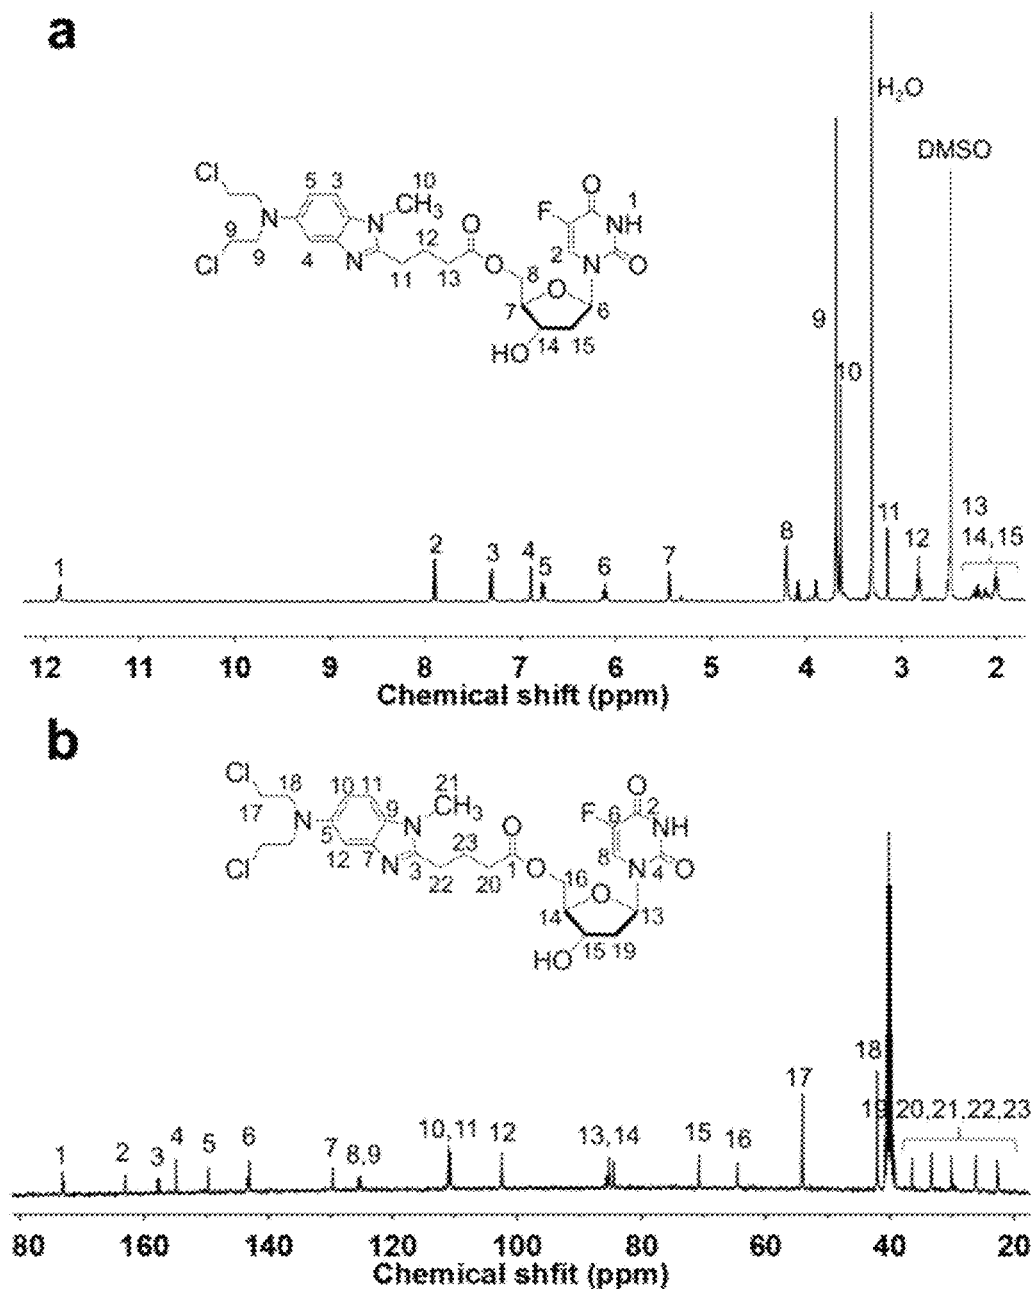 a
H₂O
DMSO
Cl 5 3 10
CH₃
N N
9 4 N 12 O
Cl 9 11 13 O
O
F NH 1
2 N O
8
7 O 6
HO 14 15
9
10
1 2 3 4 5 6 7 8 11 12 13
14,15
12 11 10 9 8 7 6 5 4 3 2
Chemical shift (ppm)
b
Cl 18 10 11 21
17 N 9 N CH₃
5 23 O
12 7 N 3 1 O
Cl 22 20
O
F 6 2 NH
8 N 4 O
16 O
14 13
HO 15 19
1 2 3 4 5 6 7 8,9 10,11 12 13,14 15 16 17 18 19,20,21,22,23
80 160 140 120 100 80 60 40 20
Chemical shfit (ppm)